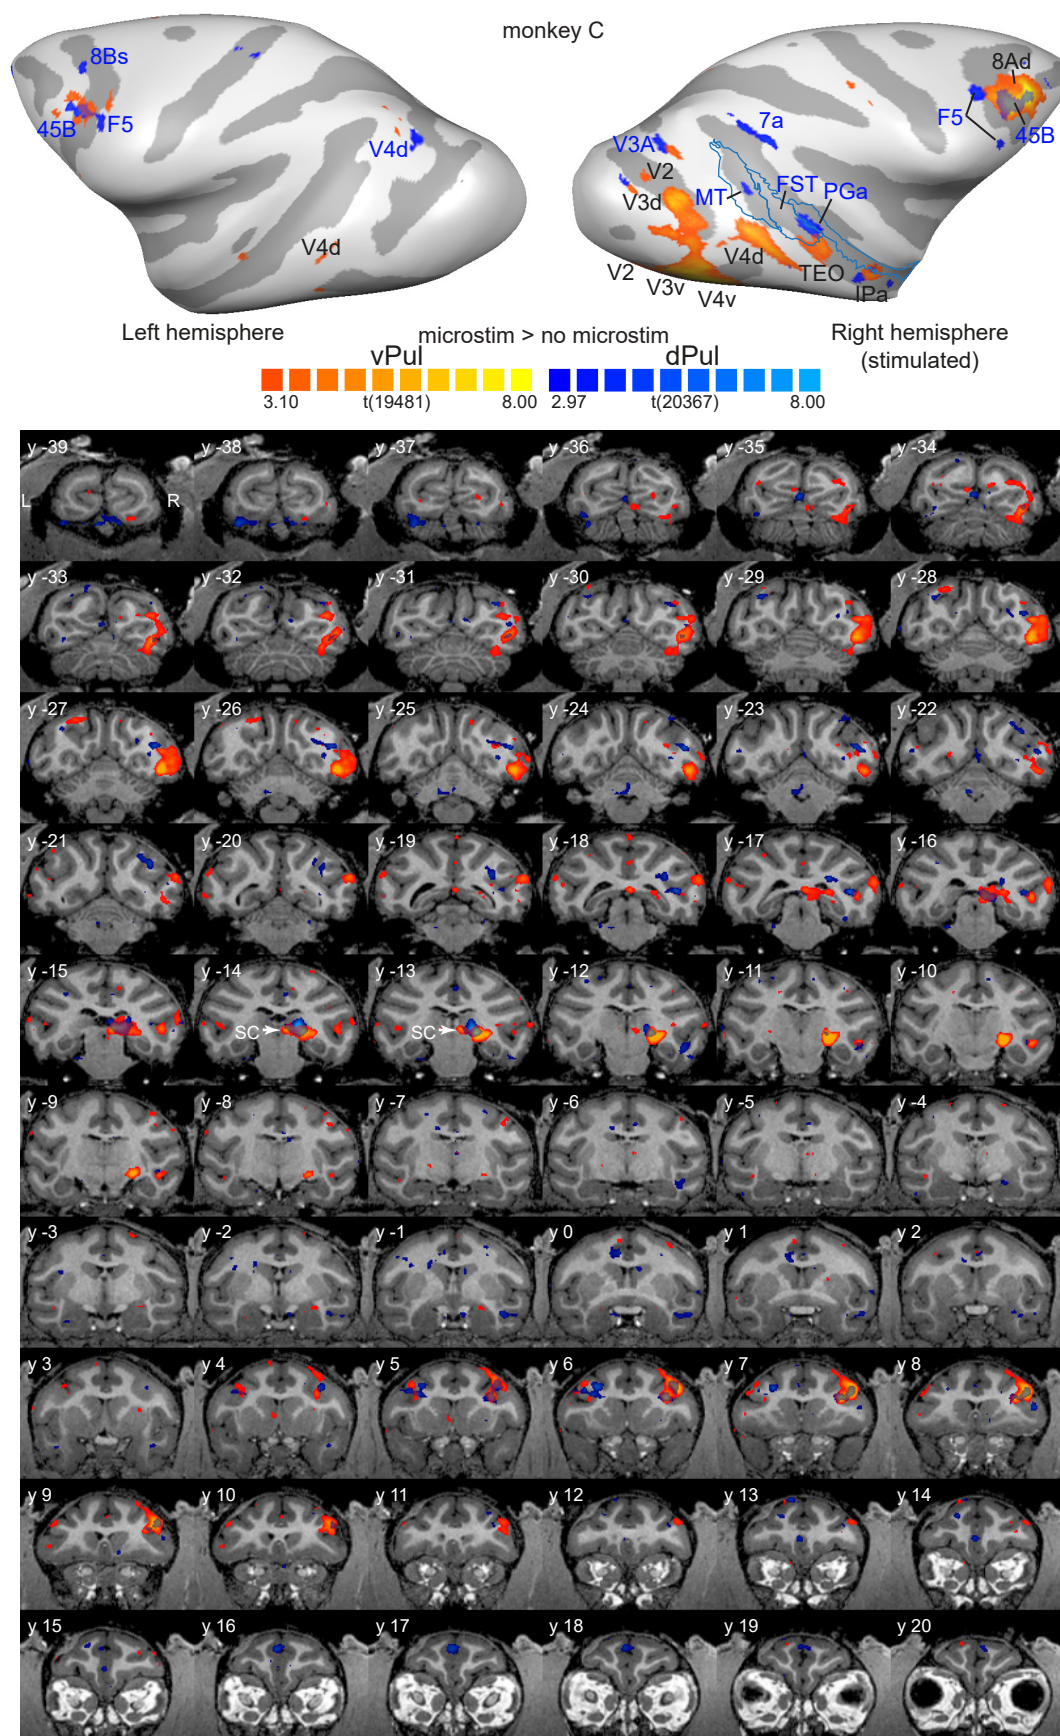 monkey C
8Bs
45B
F5
V4d
V4d
8Ad
F5
45B
7a
V3A
V2
V3d
MT
FST
PGa
V2
V3v
V4v
V4d
TEO
IPa
Left hemisphere
microstim > no microstim
Right hemisphere
(stimulated)
vPul
dPul
3.10 t(19481) 8.00
2.97 t(20367) 8.00
y -39 y -38 y -37 y -36 y -35 y -34
L R
y -33 y -32 y -31 y -30 y -29 y -28
y -27 y -26 y -25 y -24 y -23 y -22
y -21 y -20 y -19 y -18 y -17 y -16
y -15 y -14 y -13 y -12 y -11 y -10
SC SC
y -9 y -8 y -7 y -6 y -5 y -4
y -3 y -2 y -1 y 0 y 1 y 2
y 3 y 4 y 5 y 6 y 7 y 8
y 9 y 10 y 11 y 12 y 13 y 14
y 15 y 16 y 17 y 18 y 19 y 20